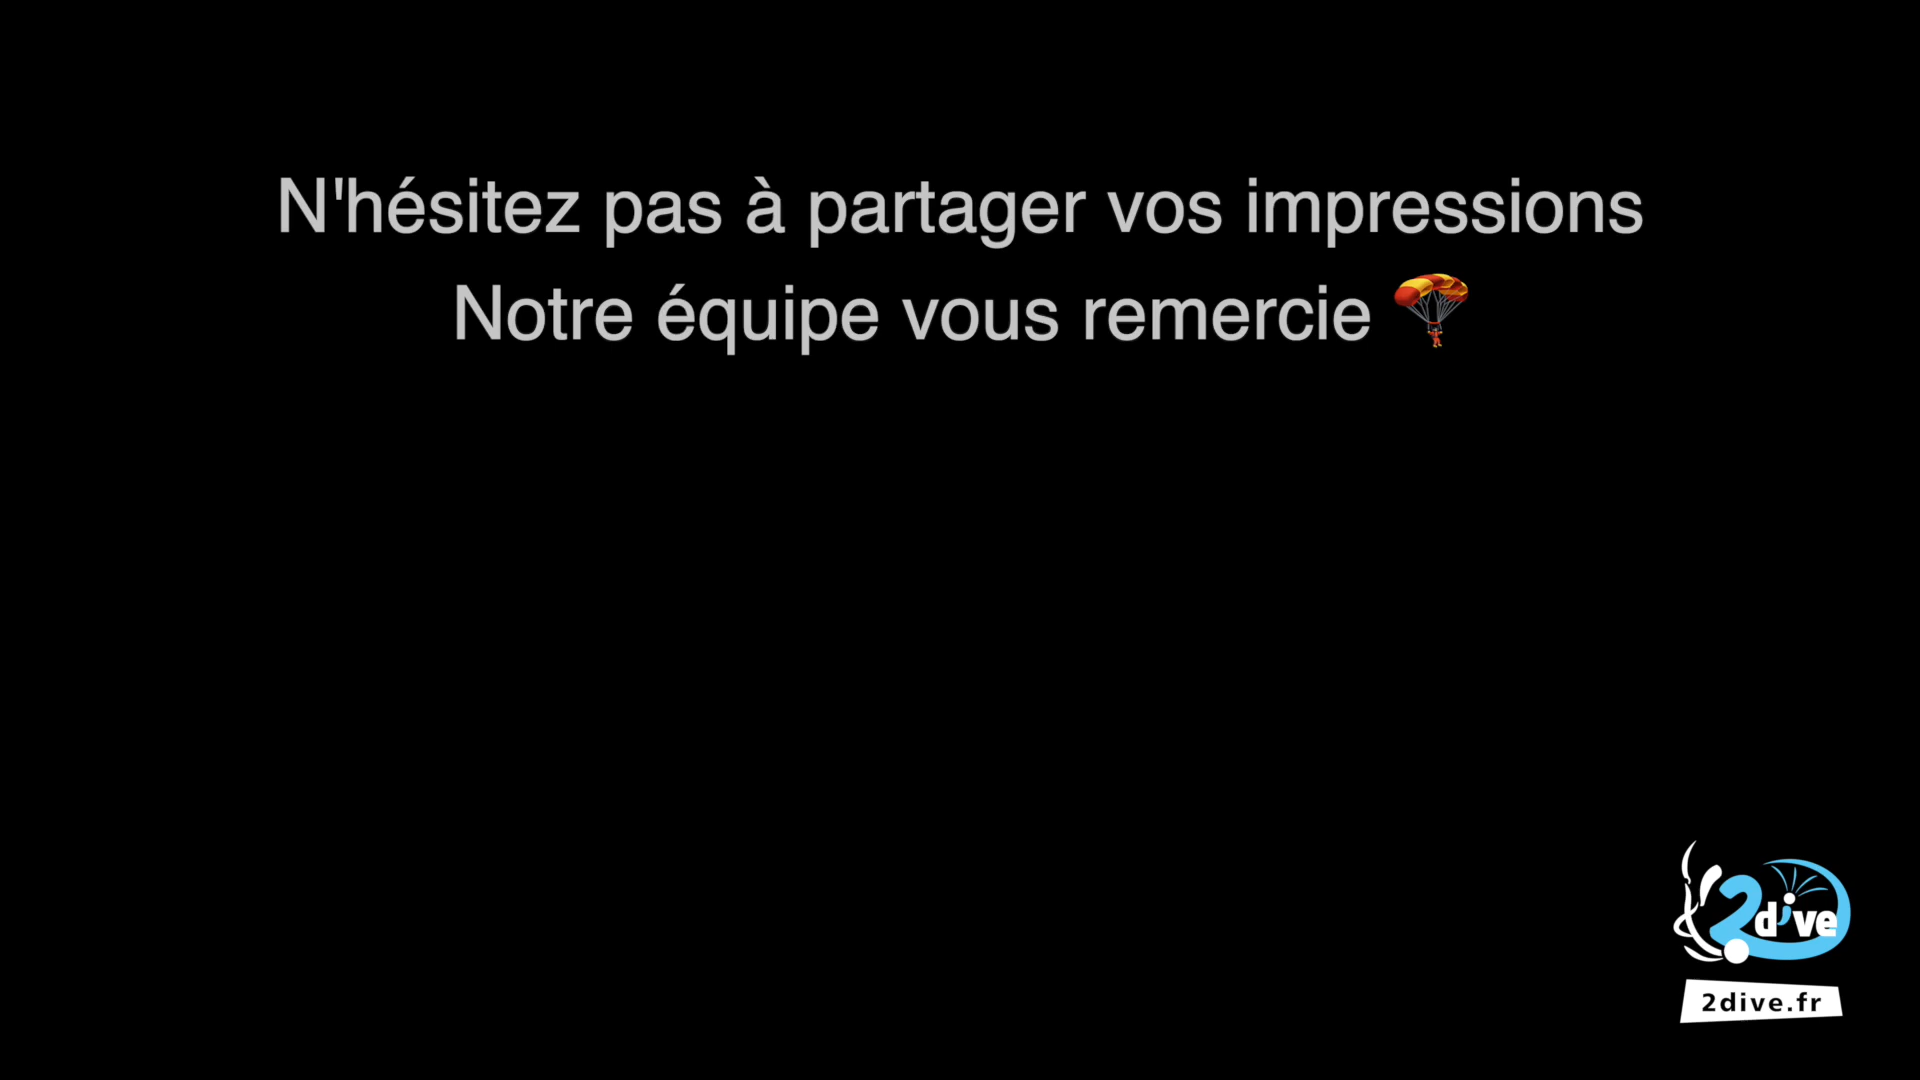 N'hésitez pas à partager vos impressions
Notre équipe vous remercie 🪂
2dive
2dive.fr